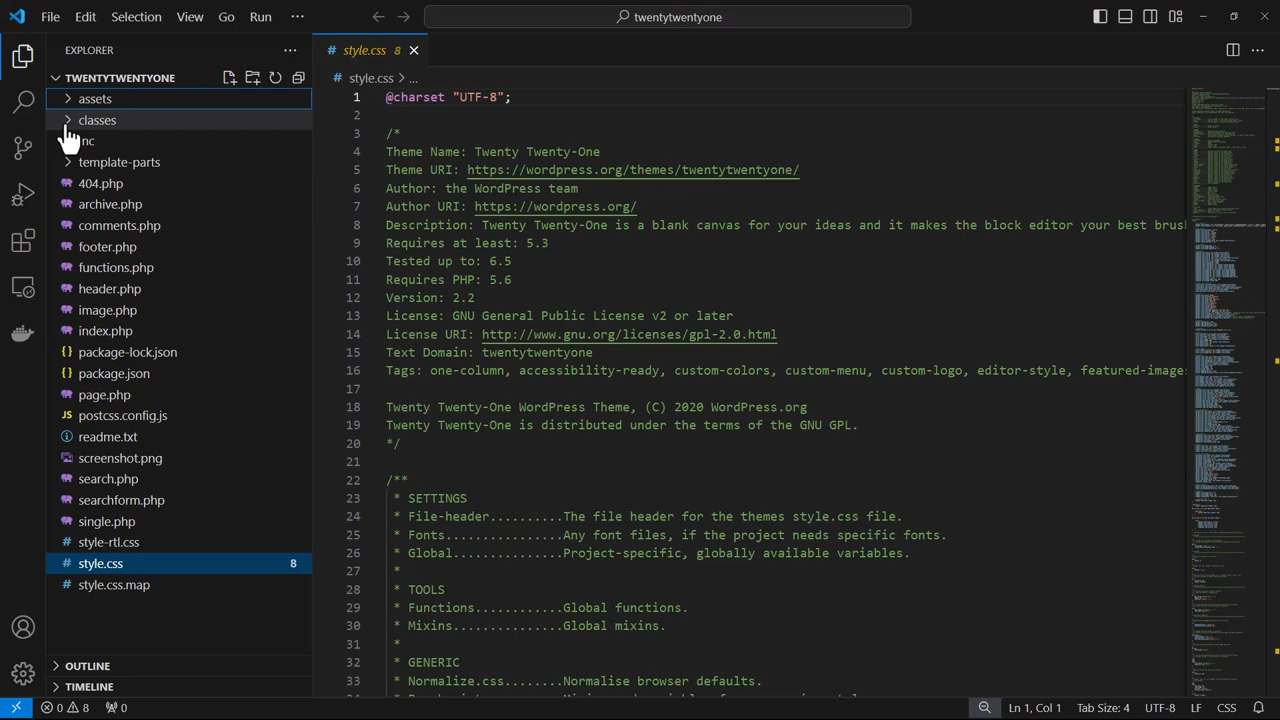 File Edit Selection View Go Run ···
twentytwentyone
EXPLORER
TWENTYTWENTYONE
assets
classes
template-parts
404.php
archive.php
comments.php
footer.php
functions.php
header.php
image.php
index.php
{} package-lock.json
{} package.json
page.php
JS postcss.config.js
readme.txt
screenshot.png
search.php
searchform.php
single.php
# style-rtl.css
# style.css 8
style.css.map
OUTLINE
TIMELINE
# style.css 8
# style.css > ...
1 @charset "UTF-8";
2
3 /*
4 Theme Name: Twenty Twenty-One
5 Theme URI: http://wordpress.org/themes/twentytwentyone/
6 Author: the WordPress team
7 Author URI: https://wordpress.org/
8 Description: Twenty Twenty-One is a blank canvas for your ideas and it makes the block editor your best brus
9 Requires at least: 5.3
10 Tested up to: 6.5
11 Requires PHP: 5.6
12 Version: 2.2
13 License: GNU General Public License v2 or later
14 License URI: http://www.gnu.org/licenses/gpl-2.0.html
15 Text Domain: twentytwentyone
16 Tags: one-column, accessibility-ready, custom-colors, custom-menu, custom-logo, editor-style, featured-images
17
18 Twenty Twenty-One WordPress Theme, (C) 2020 WordPress.org
19 Twenty Twenty-One is distributed under the terms of the GNU GPL.
20 */
21
22 /**
23 * SETTINGS
24 * File-header..........The file header for the themes style.css file.
25 * Fonts................Any font files, if the project needs specific fonts.
26 * Global...............Project-specific, globally available variables.
27 *
28 * TOOLS
29 * Functions............Global functions.
30 * Mixins...............Global mixins.
31 *
32 * GENERIC
33 * Normalize.css........Normalise browser defaults.
34
0 8 0
Ln 1, Col 1 Tab Size: 4 UTF-8 LF CSS